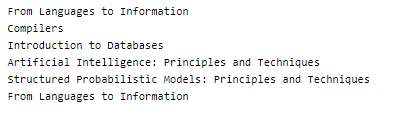 From Languages to Information
Compilers
Introduction to Databases
Artificial Intelligence: Principles and Techniques
Structured Probabilistic Models: Principles and Techniques
From Languages to Information